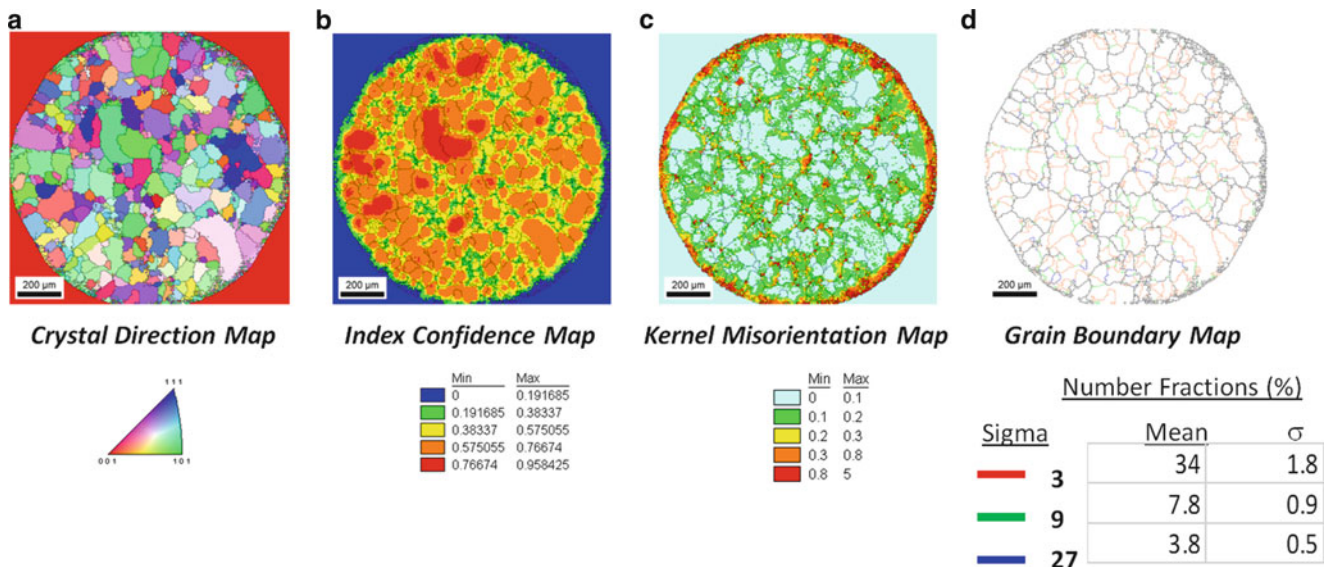 a
b
c
d
200 μm
200 μm
200 μm
200 μm
Crystal Direction Map
Index Confidence Map
Kernel Misorientation Map
Grain Boundary Map
111
001
101
Min Max
0 0.191685
0.191685 0.38337
0.38337 0.575055
0.575055 0.76674
0.76674 0.958425
Min Max
0 0.1
0.1 0.2
0.2 0.3
0.3 0.8
0.8 5
Number Fractions (%)
Sigma Mean σ
3 34 1.8
9 7.8 0.9
27 3.8 0.5